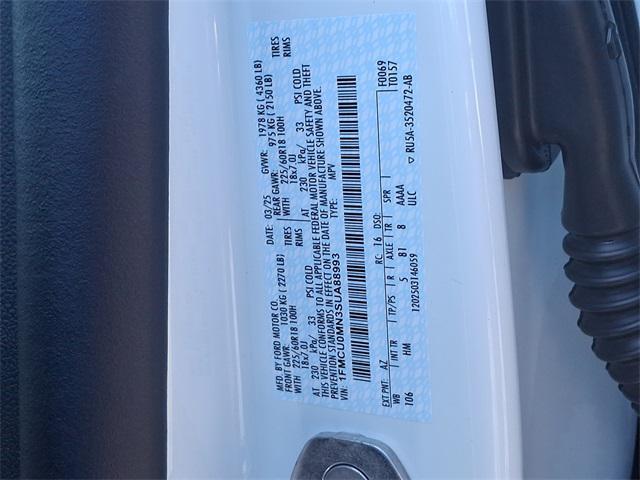 MFD. BY FORD MOTOR CO.
DATE: 03/25 GVWR: 1978 KG ( 4360 LB)
FRONT GAWR: 1030 KG ( 2270 LB) REAR GAWR: 975 KG ( 2150 LB)
WITH 225/60R18 100H TIRES WITH 225/60R18 100H TIRES
18x7.0J RIMS 18x7.0J RIMS
AT 230 kPa/ 33 PSI COLD AT 230 kPa/ 33 PSI COLD
THIS VEHICLE CONFORMS TO ALL APPLICABLE FEDERAL MOTOR VEHICLE SAFETY AND THEFT
PREVENTION STANDARDS IN EFFECT ON THE DATE OF MANUFACTURE SHOWN ABOVE.
VIN: 1FMCU0MN3SUA88993 TYPE: MPV
EXT PNT: AZ RC: 16 DSO: F0069
WB INT TR TP/PS R AXLE TR SPR T0157
106 HM 5 B1 8 AAAA
ULC
1202503146059 ▽ RU5A-3520472-AB